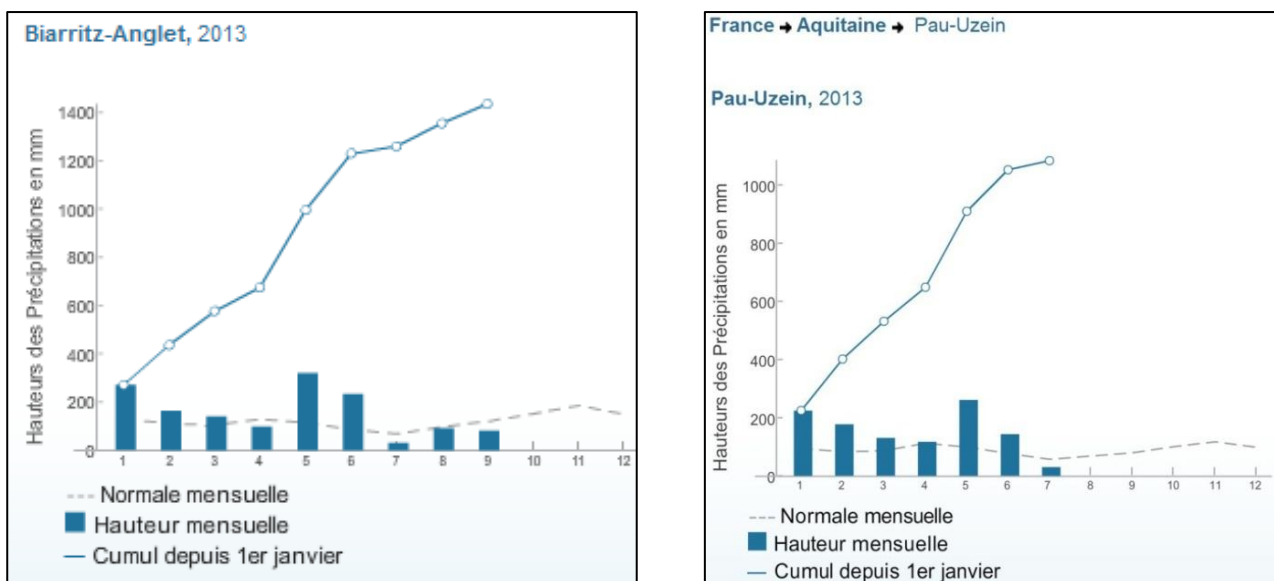 Biarritz-Anglet, 2013
Hauteurs des Précipitations en mm
1400
1200
1000
800
600
400
200
0
1 2 3 4 5 6 7 8 9 10 11 12
Normale mensuelle
Hauteur mensuelle
Cumul depuis 1er janvier
France → Aquitaine → Pau-Uzein
Pau-Uzein, 2013
Hauteurs des Précipitations en mm
1000
800
600
400
200
0
1 2 3 4 5 6 7 8 9 10 11 12
Normale mensuelle
Hauteur mensuelle
Cumul depuis 1er janvier